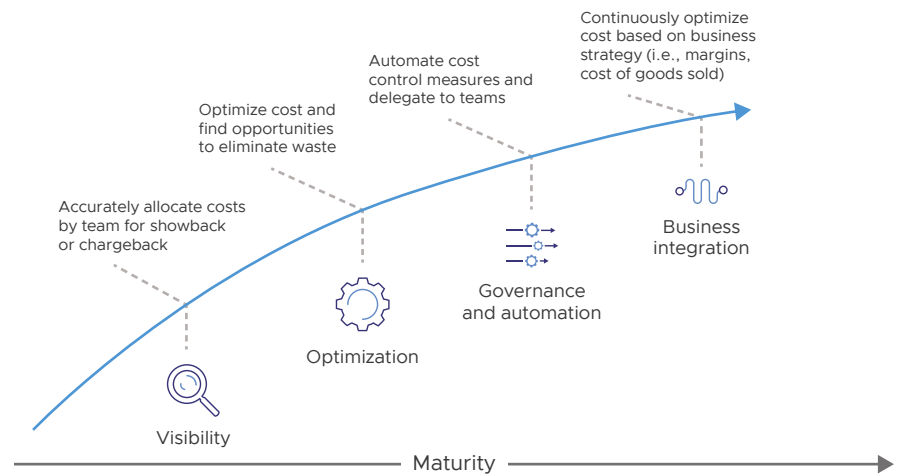 Continuously optimize
cost based on business
strategy (i.e., margins,
cost of goods sold)
Automate cost
control measures and
delegate to teams
Optimize cost and
find opportunities
to eliminate waste
Accurately allocate costs
by team for showback
or chargeback
Business
integration
Governance
and automation
Optimization
Visibility
Maturity